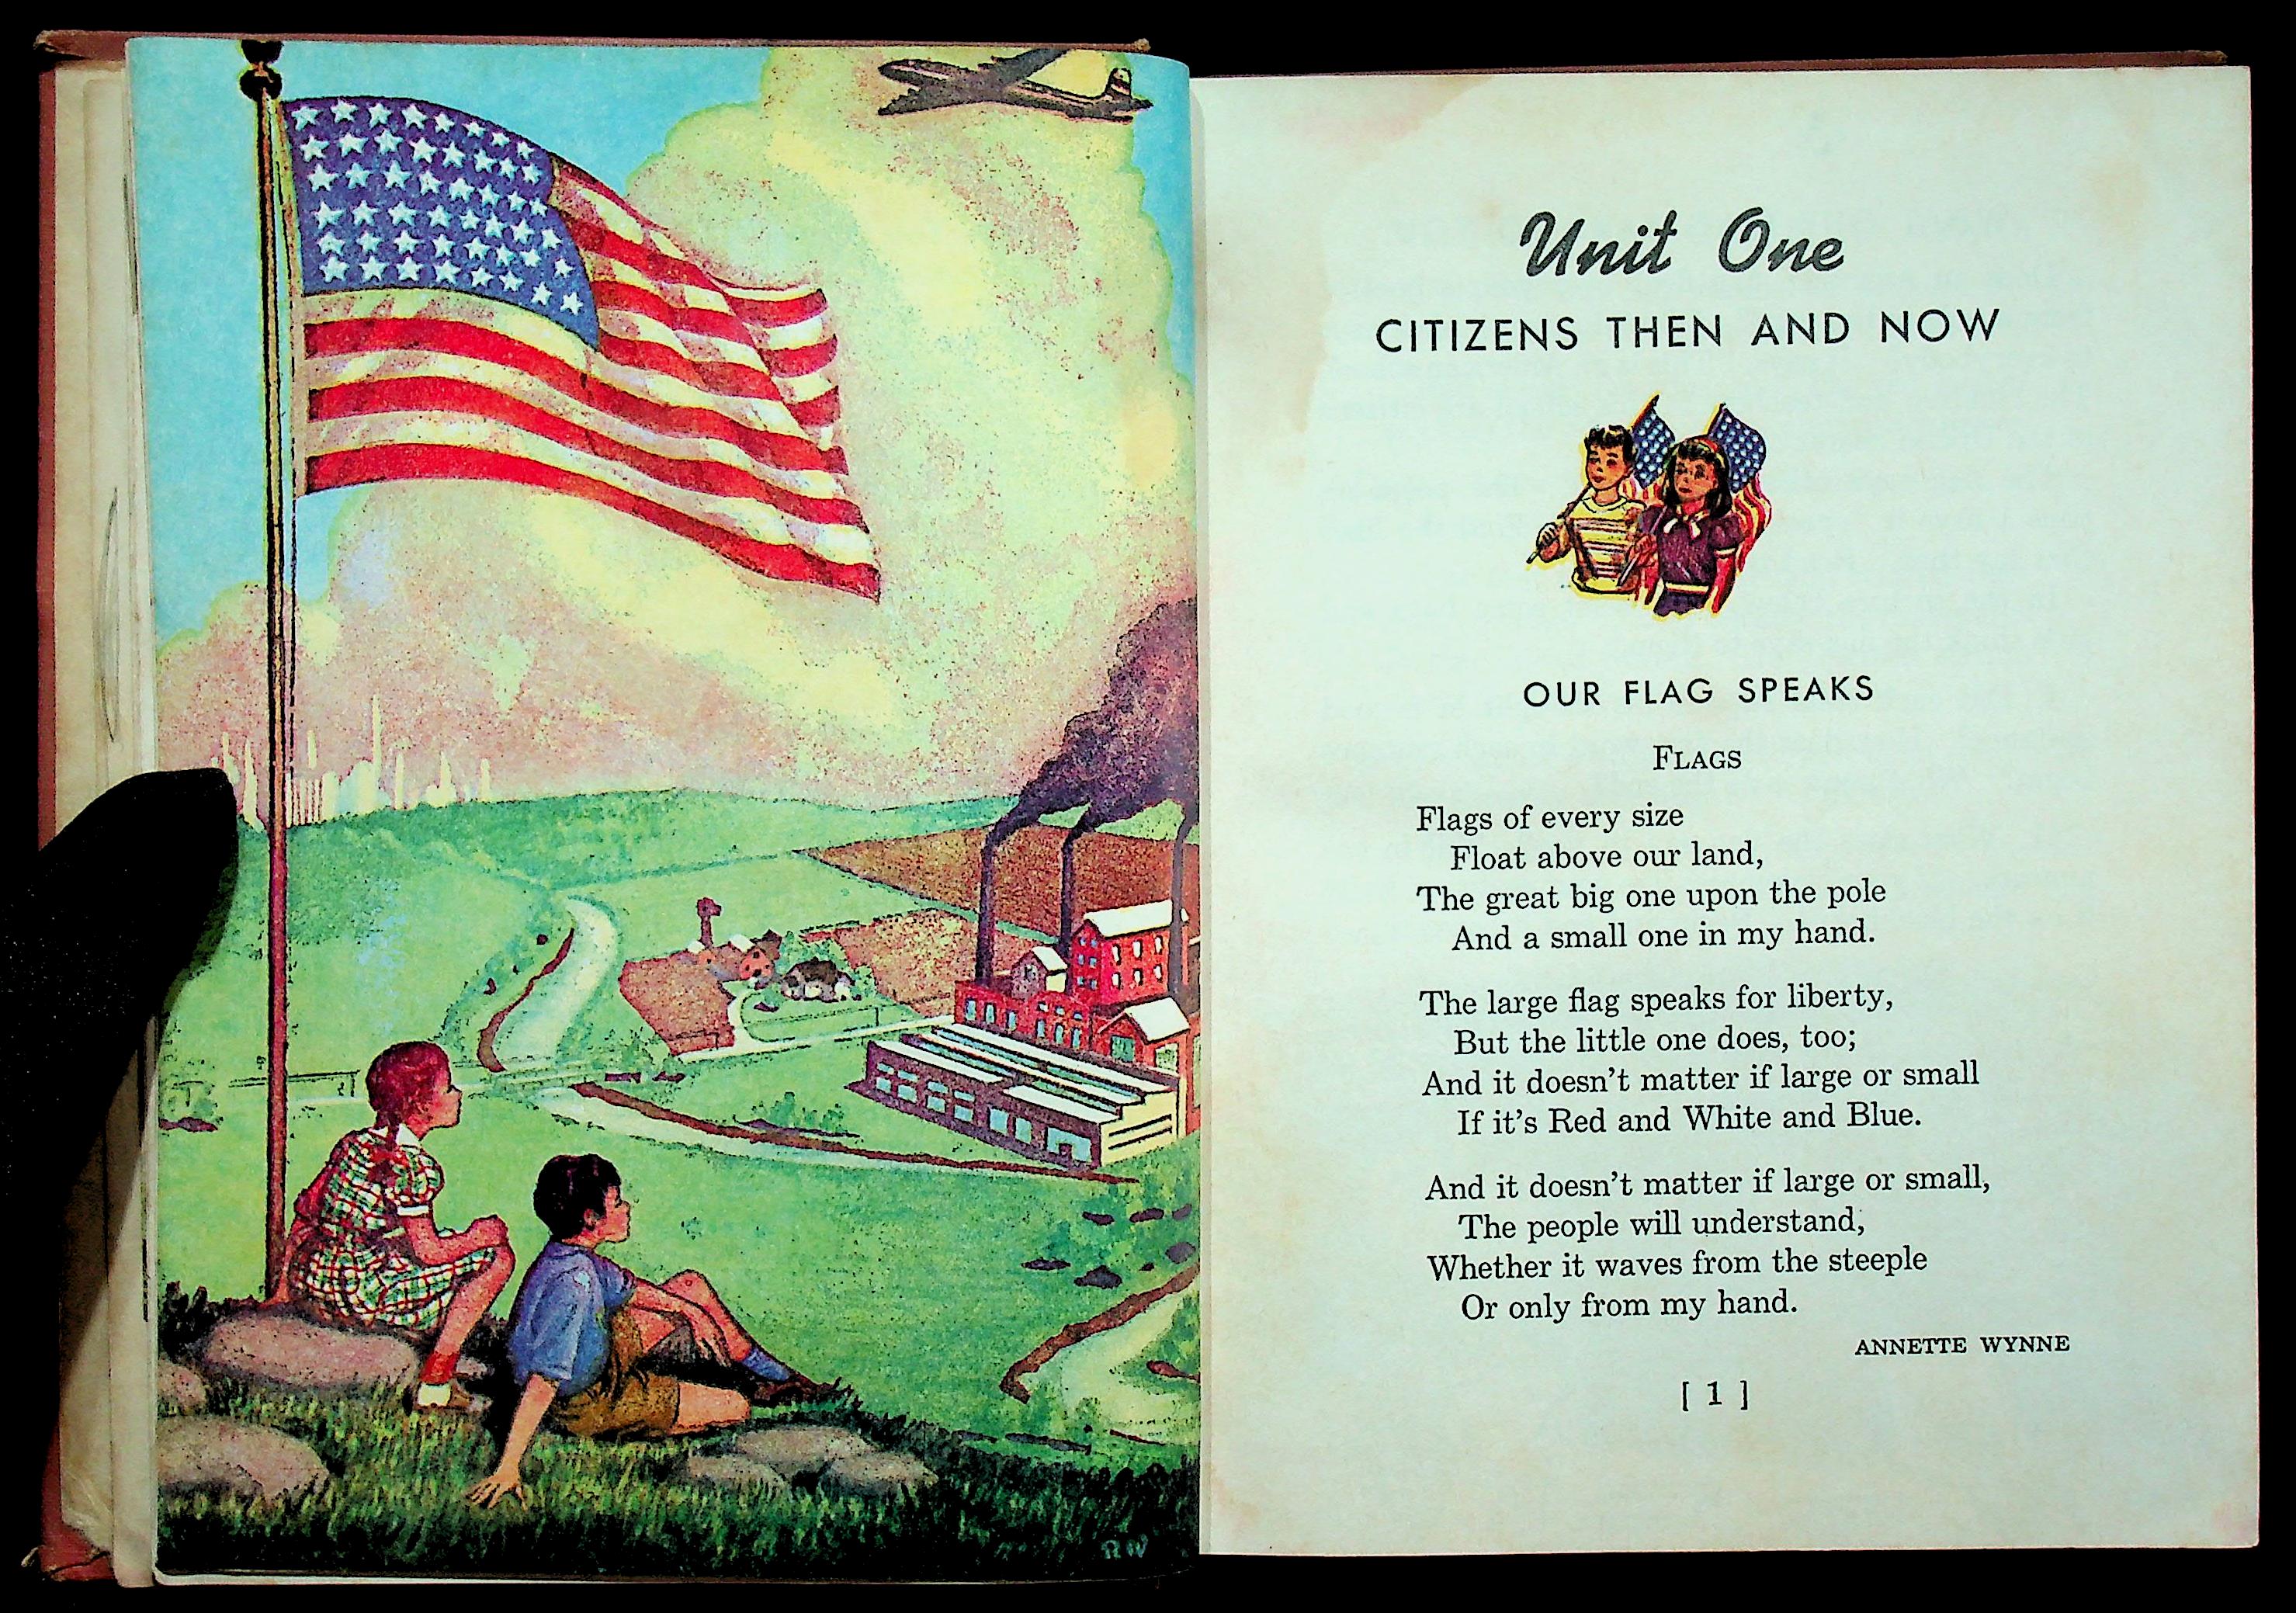 RW
Unit One
CITIZENS THEN AND NOW
OUR FLAG SPEAKS
FLAGS
Flags of every size
Float above our land,
The great big one upon the pole
And a small one in my hand.
The large flag speaks for liberty,
But the little one does, too;
And it doesn't matter if large or small
If it's Red and White and Blue.
And it doesn't matter if large or small,
The people will understand,
Whether it waves from the steeple
Or only from my hand.
ANNETTE WYNNE
[ 1 ]